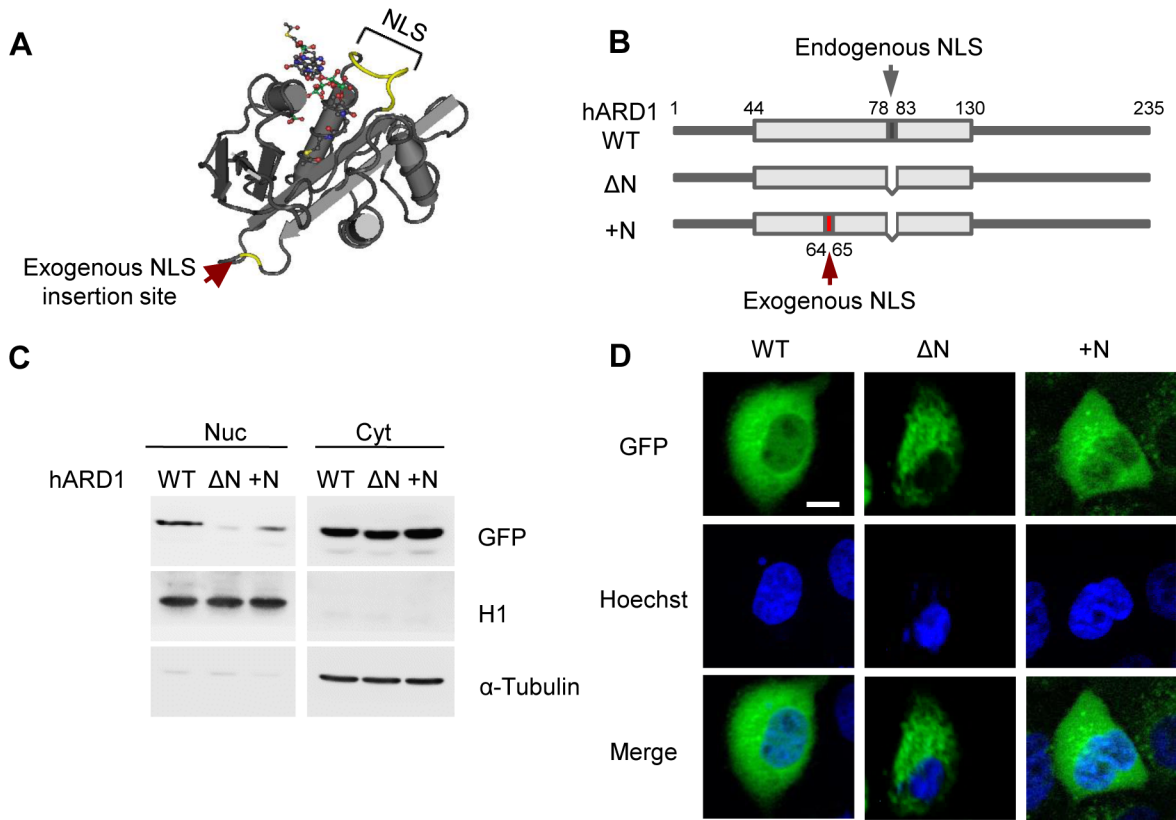 A
NLS
Exogenous NLS
insertion site
B
Endogenous NLS
hARD1
WT
1 44 78 83 130 235
ΔN
+N
64 65
Exogenous NLS
C
Nuc Cyt
hARD1 WT ΔN +N WT ΔN +N
GFP
H1
α-Tubulin
D
WT ΔN +N
GFP
Hoechst
Merge